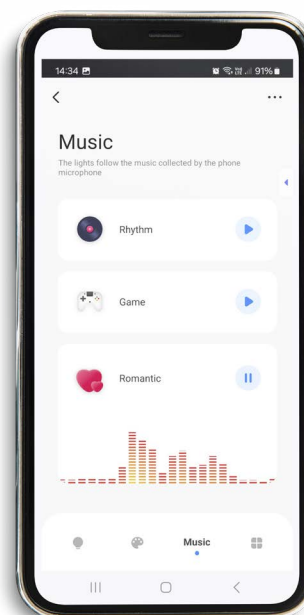 14:34
91%
Music
The lights follow the music collected by the phone
microphone
Rhythm
Game
Romantic
Music